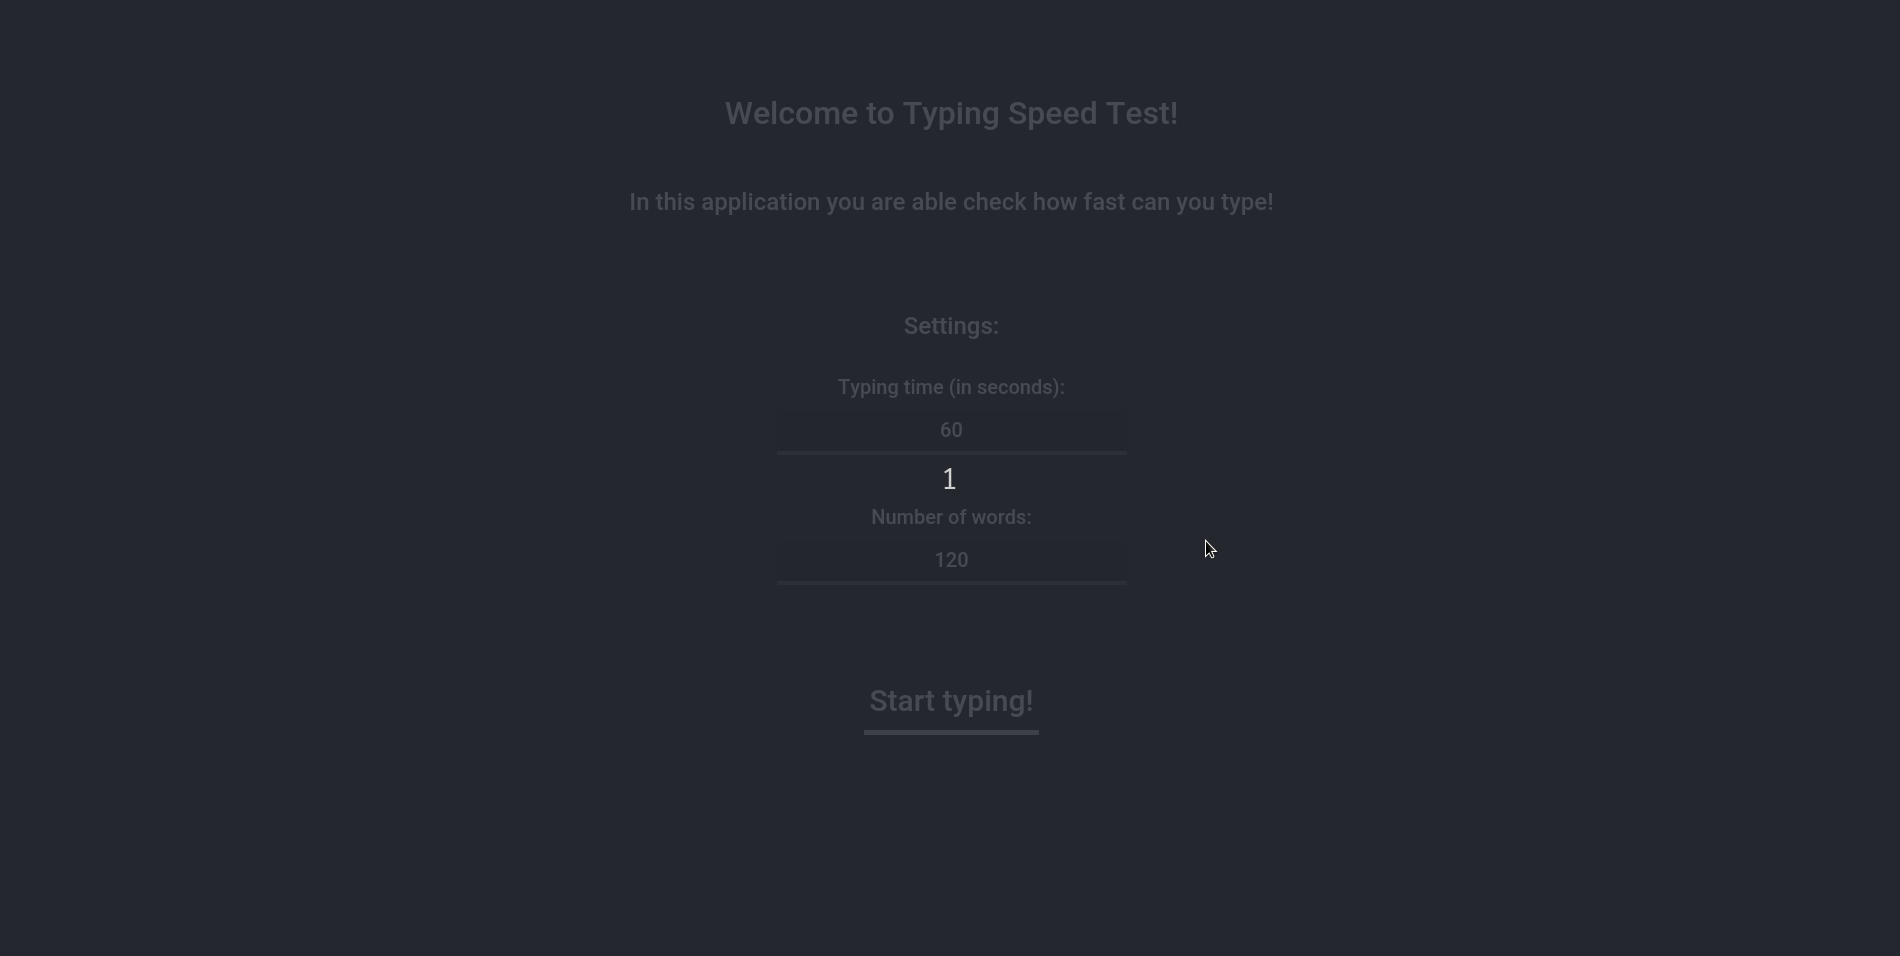 Welcome to Typing Speed Test!
In this application you are able check how fast can you type!
Settings:
Typing time (in seconds):
60
1
Number of words:
120
Start typing!